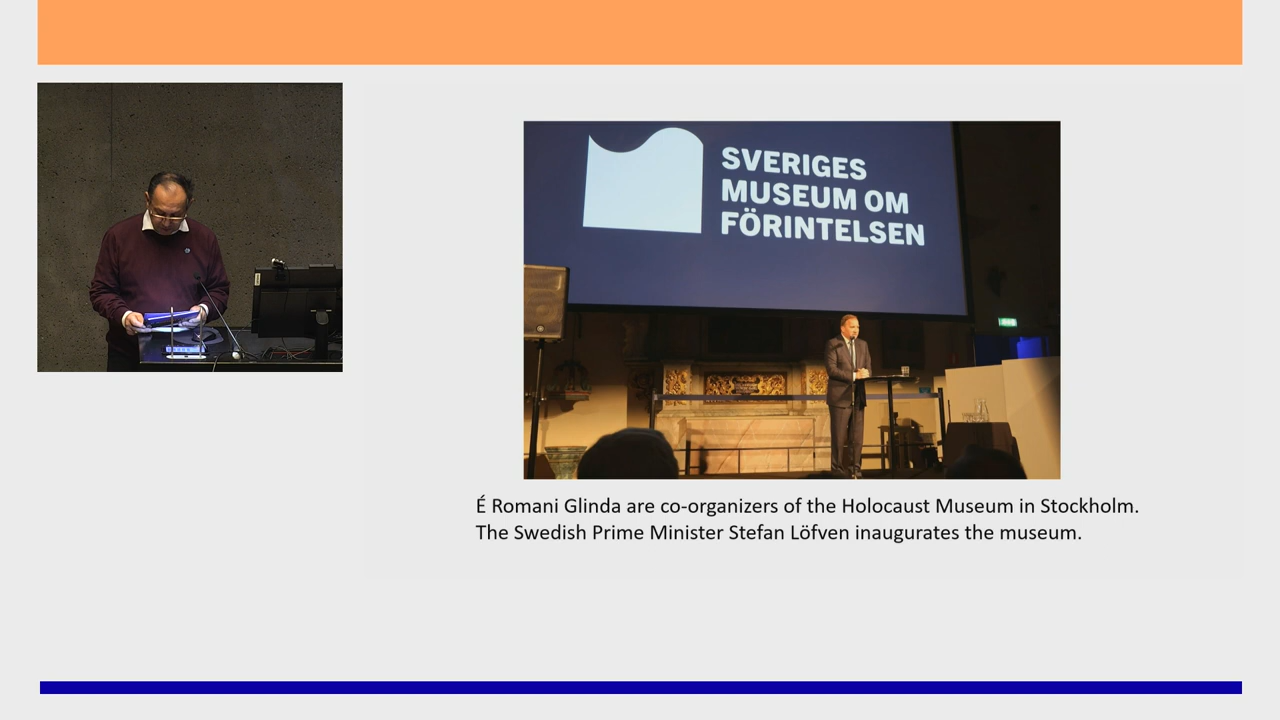 SVERIGES
MUSEUM OM
FÖRINTELSEN
É Romani Glinda are co-organizers of the Holocaust Museum in Stockholm.
The Swedish Prime Minister Stefan Löfven inaugurates the museum.